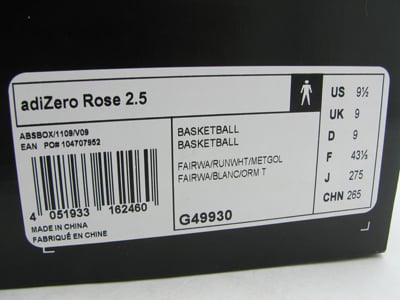 adiZero Rose 2.5
ABSBOX/1109/V09
EAN PO# 104707952
4 051933 162460
MADE IN CHINA
FABRIQUÉ EN CHINE
BASKETBALL
BASKETBALL
FAIRWA/RUNWHT/METGOL
FAIRWA/BLANC/ORM T
G49930
US 9½
UK 9
D 9
F 43⅓
J 275
CHN 265